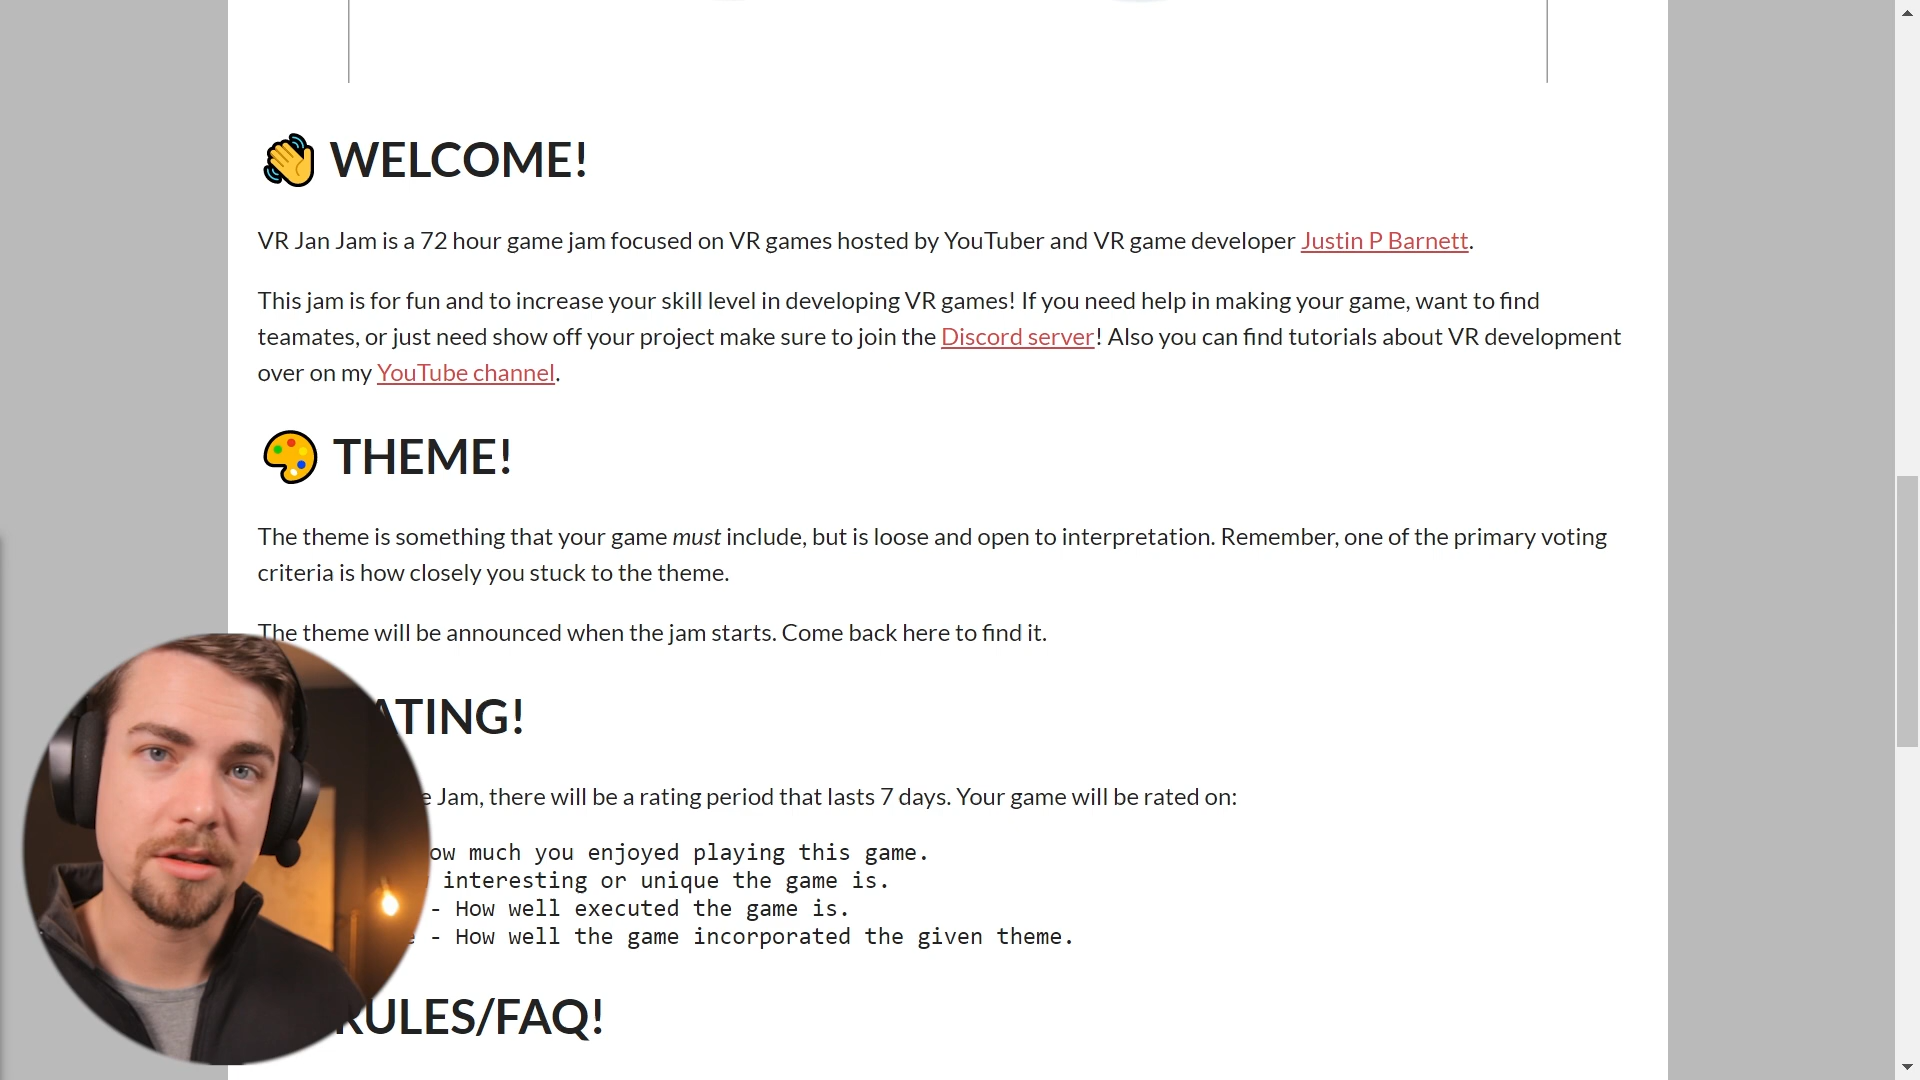 WELCOME!
VR Jan Jam is a 72 hour game jam focused on VR games hosted by YouTuber and VR game developer Justin P Barnett.
This jam is for fun and to increase your skill level in developing VR games! If you need help in making your game, want to find
teamates, or just need show off your project make sure to join the Discord server! Also you can find tutorials about VR development
over on my YouTube channel.
THEME!
The theme is something that your game must include, but is loose and open to interpretation. Remember, one of the primary voting
criteria is how closely you stuck to the theme.
The theme will be announced when the jam starts. Come back here to find it.
ATING!
Jam, there will be a rating period that lasts 7 days. Your game will be rated on:
ow much you enjoyed playing this game.
interesting or unique the game is.
- How well executed the game is.
- How well the game incorporated the given theme.
RULES/FAQ!